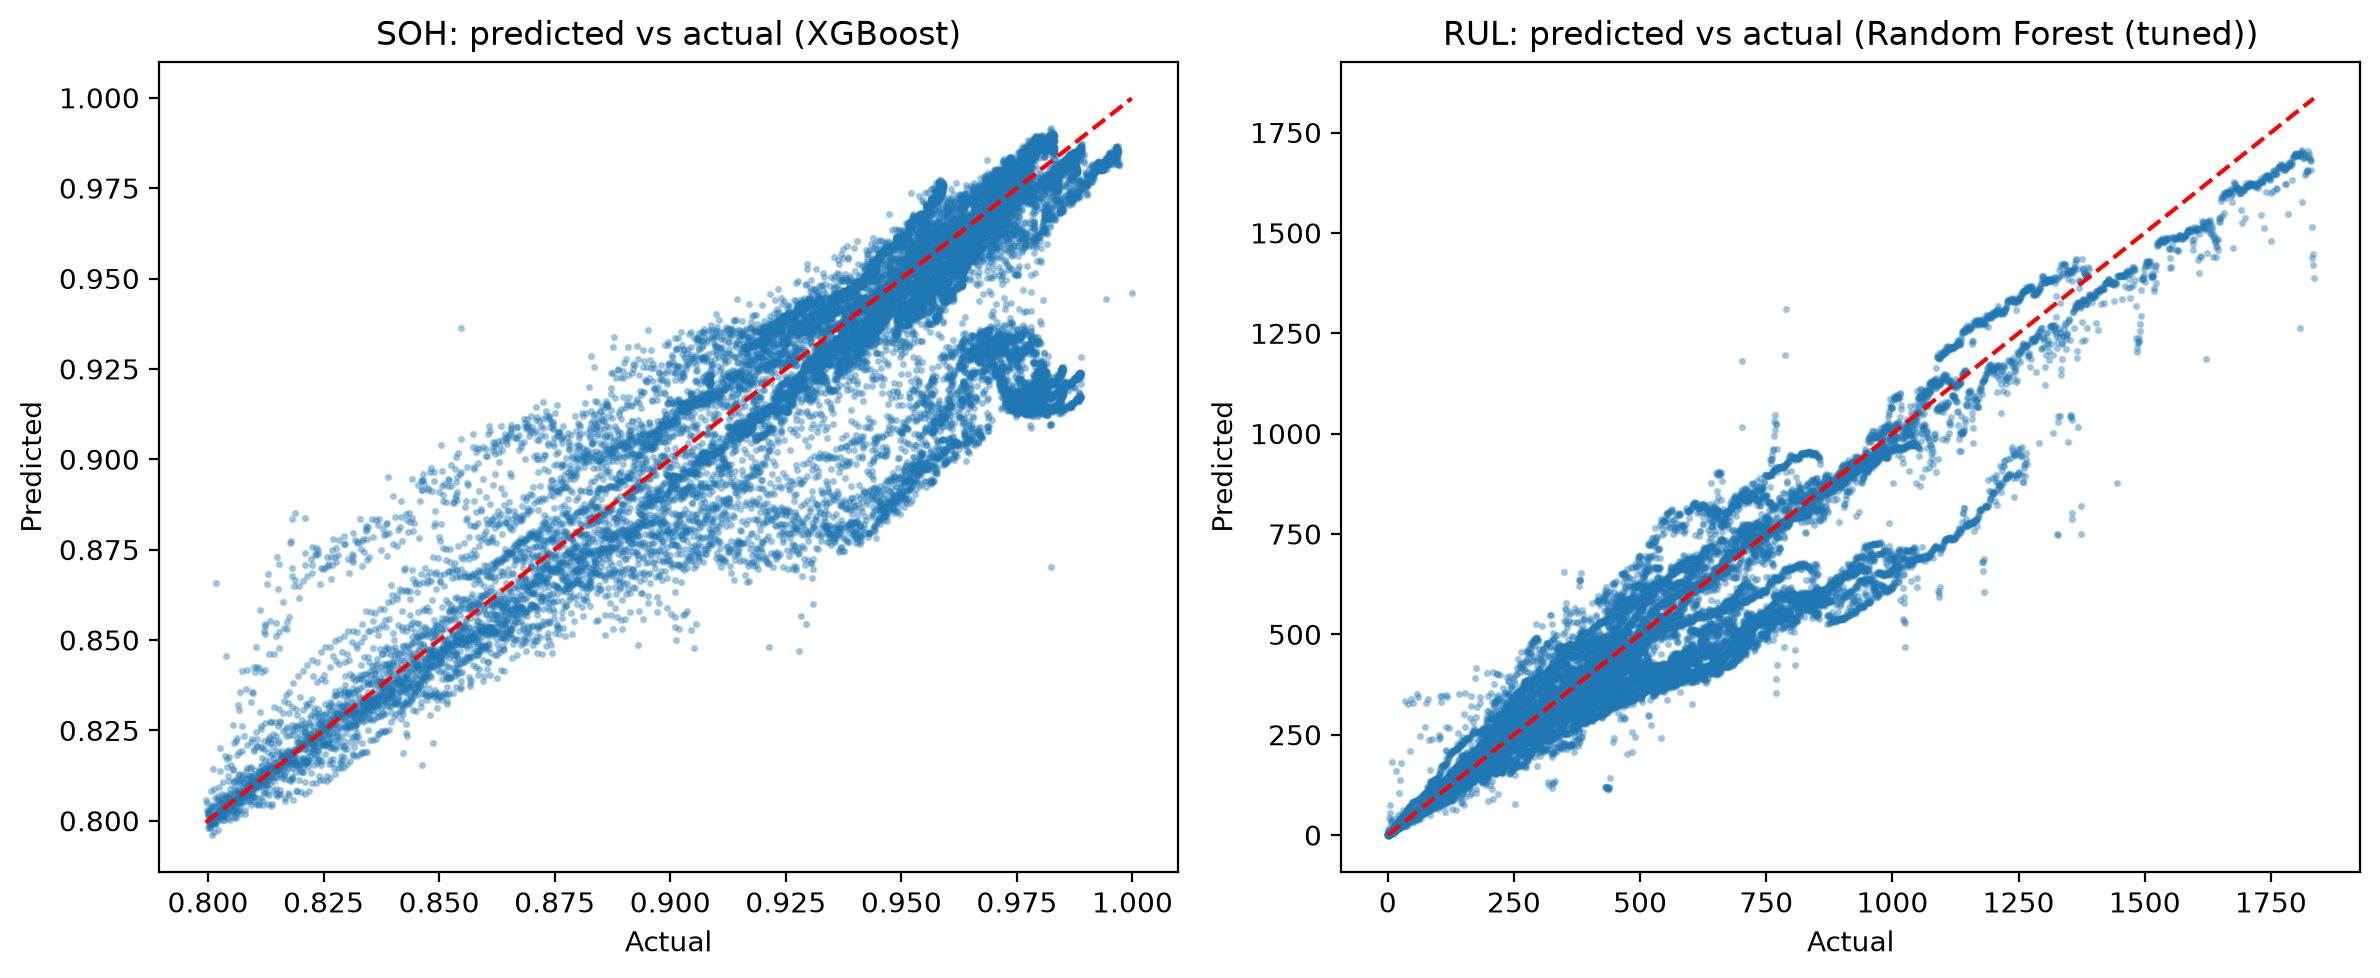 SOH: predicted vs actual (XGBoost)
Predicted
1.000
0.975
0.950
0.925
0.900
0.875
0.850
0.825
0.800
0.800 0.825 0.850 0.875 0.900 0.925 0.950 0.975 1.000
Actual
RUL: predicted vs actual (Random Forest (tuned))
Predicted
1750
1500
1250
1000
750
500
250
0
0 250 500 750 1000 1250 1500 1750
Actual